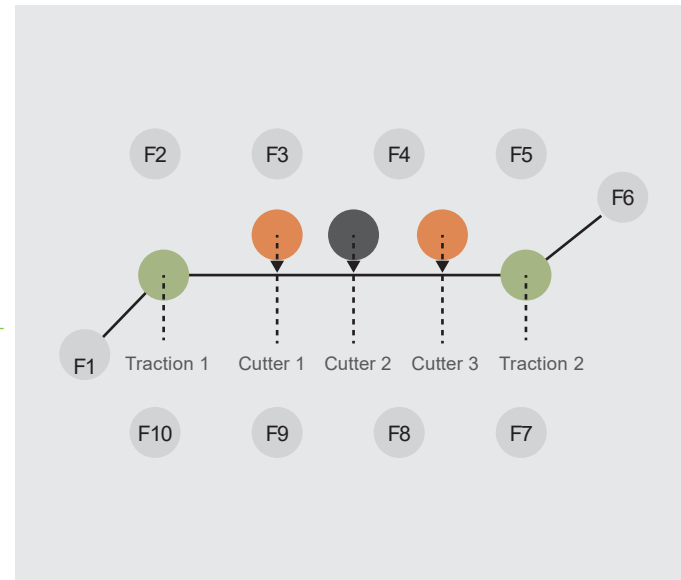 F2 F3 F4 F5
F6
F1
Traction 1 Cutter 1 Cutter 2 Cutter 3 Traction 2
F10 F9 F8 F7